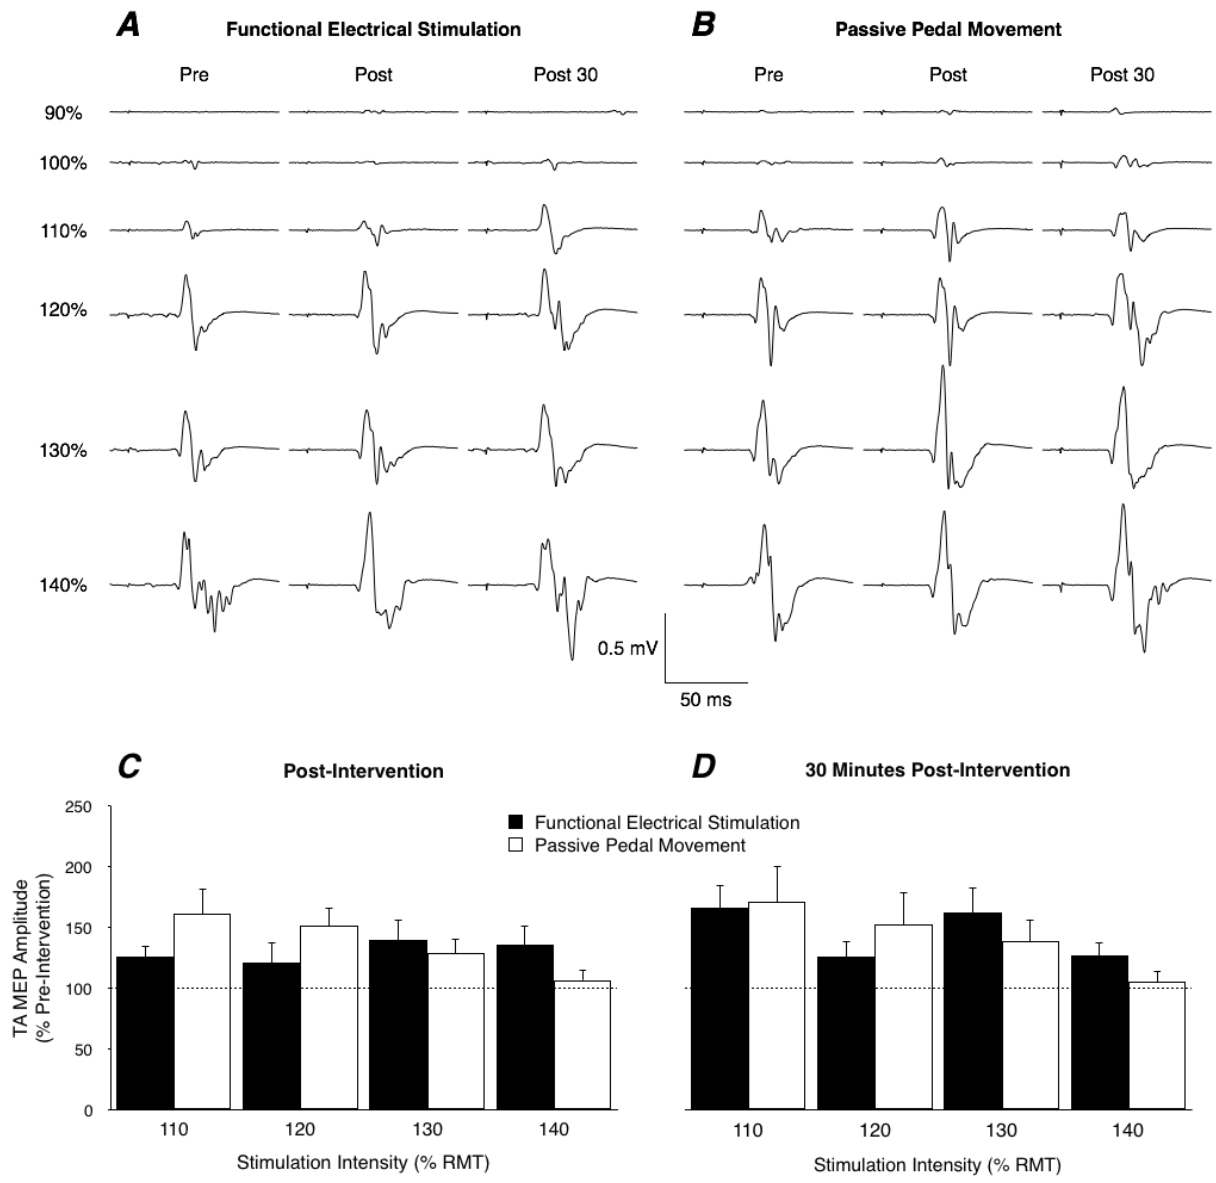 A Functional Electrical Stimulation
B Passive Pedal Movement
Pre Post Post 30
Pre Post Post 30
90%
100%
110%
120%
130%
140%
0.5 mV
50 ms
C Post-Intervention
D 30 Minutes Post-Intervention
Functional Electrical Stimulation
Passive Pedal Movement
TA MEP Amplitude
(% Pre-Intervention)
250
200
150
100
50
0
110 120 130 140
Stimulation Intensity (% RMT)
110 120 130 140
Stimulation Intensity (% RMT)